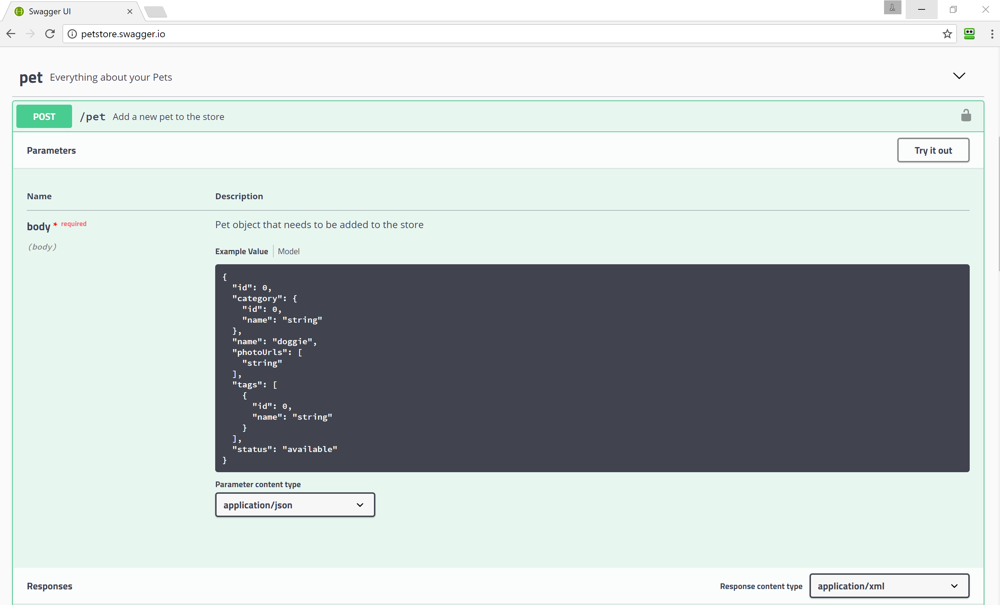 Swagger UI
J.
petstore.swagger.io
pet Everything about your Pets
POST /pet Add a new pet to the store
Parameters Try it out
Name Description
body * required Pet object that needs to be added to the store
(body)
Example Value Model
{
  "id": 0,
  "category": {
    "id": 0,
    "name": "string"
  },
  "name": "doggie",
  "photoUrls": [
    "string"
  ],
  "tags": [
    {
      "id": 0,
      "name": "string"
    }
  ],
  "status": "available"
}
Parameter content type
application/json
Responses Response content type application/xml